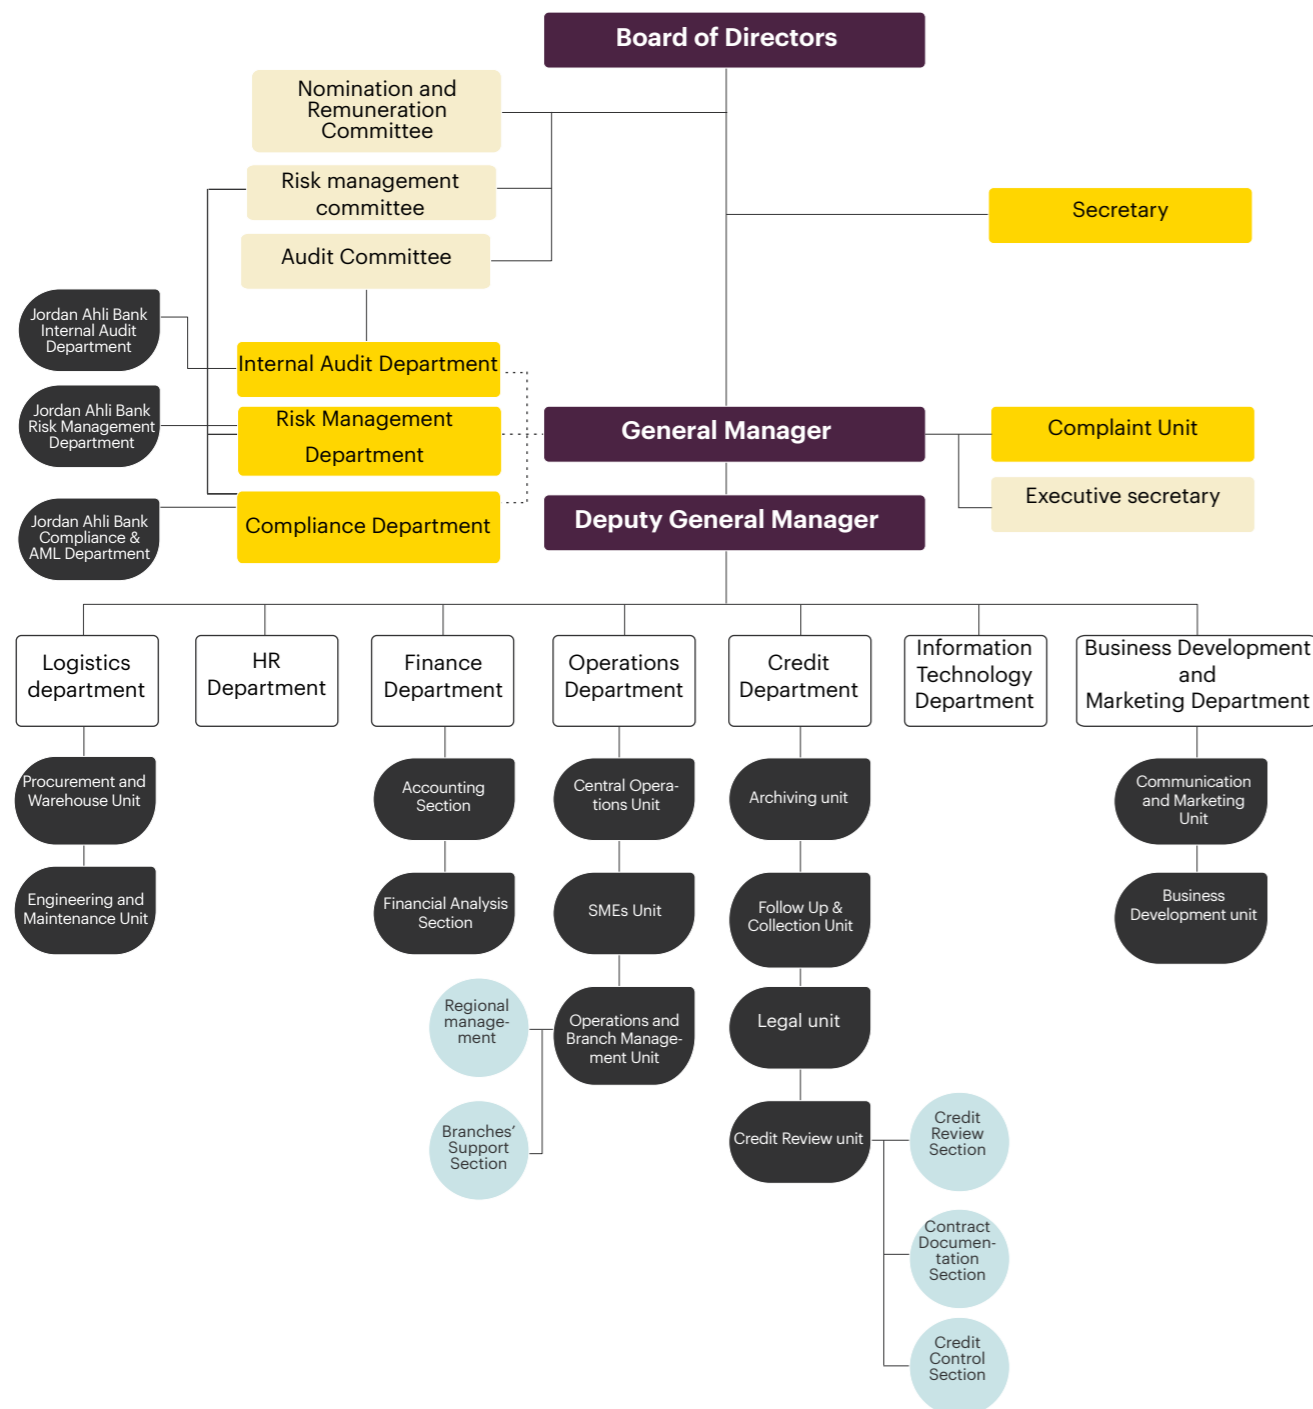 Board of Directors
Nomination and
Remuneration
Committee
Risk management
committee
Secretary
Audit Committee
Jordan Ahli Bank
Internal Audit
Department
Internal Audit Department
Jordan Ahli Bank
Risk Management
Department
Risk Management
Department
General Manager
Complaint Unit
Executive secretary
Jordan Ahli Bank
Compliance &
AML Department
Compliance Department
Deputy General Manager
Logistics
department
HR
Department
Finance
Department
Operations
Department
Credit
Department
Information
Technology
Department
Business Development
and
Marketing Department
Procurement and
Warehouse Unit
Accounting
Section
Central Opera-
tions Unit
Archiving unit
Communication
and Marketing
Unit
Engineering and
Maintenance Unit
Financial Analysis
Section
SMEs Unit
Follow Up &
Collection Unit
Business
Development unit
Regional
manage-
ment
Operations and
Branch Manage-
ment Unit
Legal unit
Branches’
Support
Section
Credit Review unit
Credit
Review
Section
Contract
Documen-
tation
Section
Credit
Control
Section